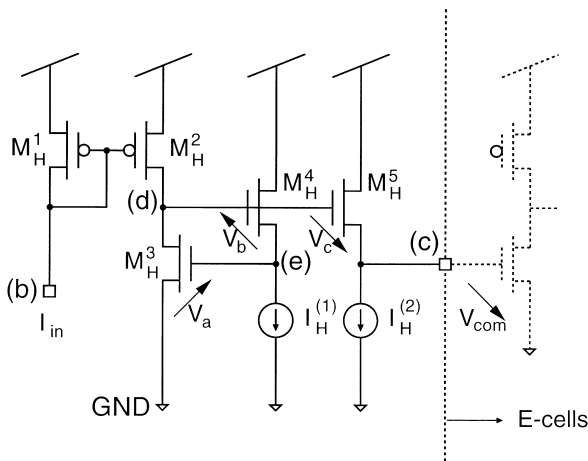 M_H^1
M_H^2
M_H^4
M_H^5
(d)
V_b
V_c
(c)
M_H^3
(e)
(b)
I_in
V_a
I_H^(1)
I_H^(2)
V_com
GND
E-cells